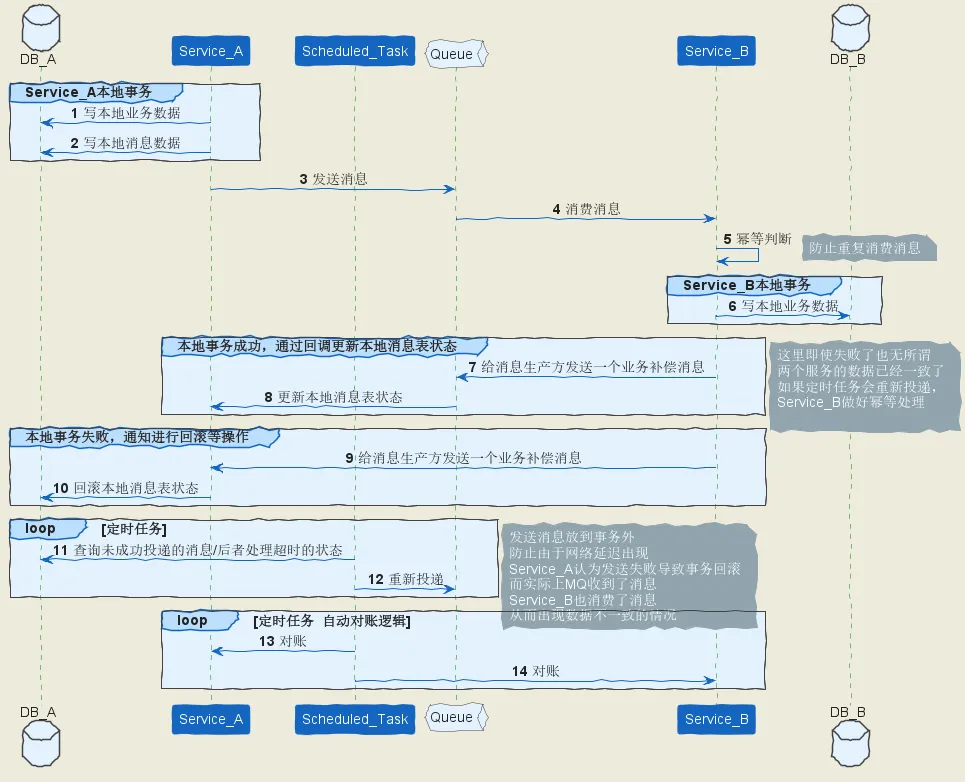 DB_A
Service_A
Scheduled_Task
Queue
Service_B
DB_B
Service_A本地事务
1 写本地业务数据
2 写本地消息数据
3 发送消息
4 消费消息
5 幂等判断
防止重复消费消息
Service_B本地事务
6 写本地业务数据
本地事务成功，通过回调更新本地消息表状态
7 给消息生产方发送一个业务补偿消息
8 更新本地消息表状态
这里即使失败了也无所谓
两个服务的数据已经一致了
如果定时任务会重新投递，
Service_B做好幂等处理
本地事务失败，通知进行回滚等操作
9 给消息生产方发送一个业务补偿消息
10 回滚本地消息表状态
loop [定时任务]
11 查询未成功投递的消息/后者处理超时的状态
12 重新投递
发送消息放到事务外
防止由于网络延迟出现
Service_A认为发送失败导致事务回滚
而实际上MQ收到了消息
Service_B也消费了消息
从而出现数据不一致的情况
loop [定时任务 自动对账逻辑]
13 对账
14 对账
DB_A
Service_A
Scheduled_Task
Queue
Service_B
DB_B